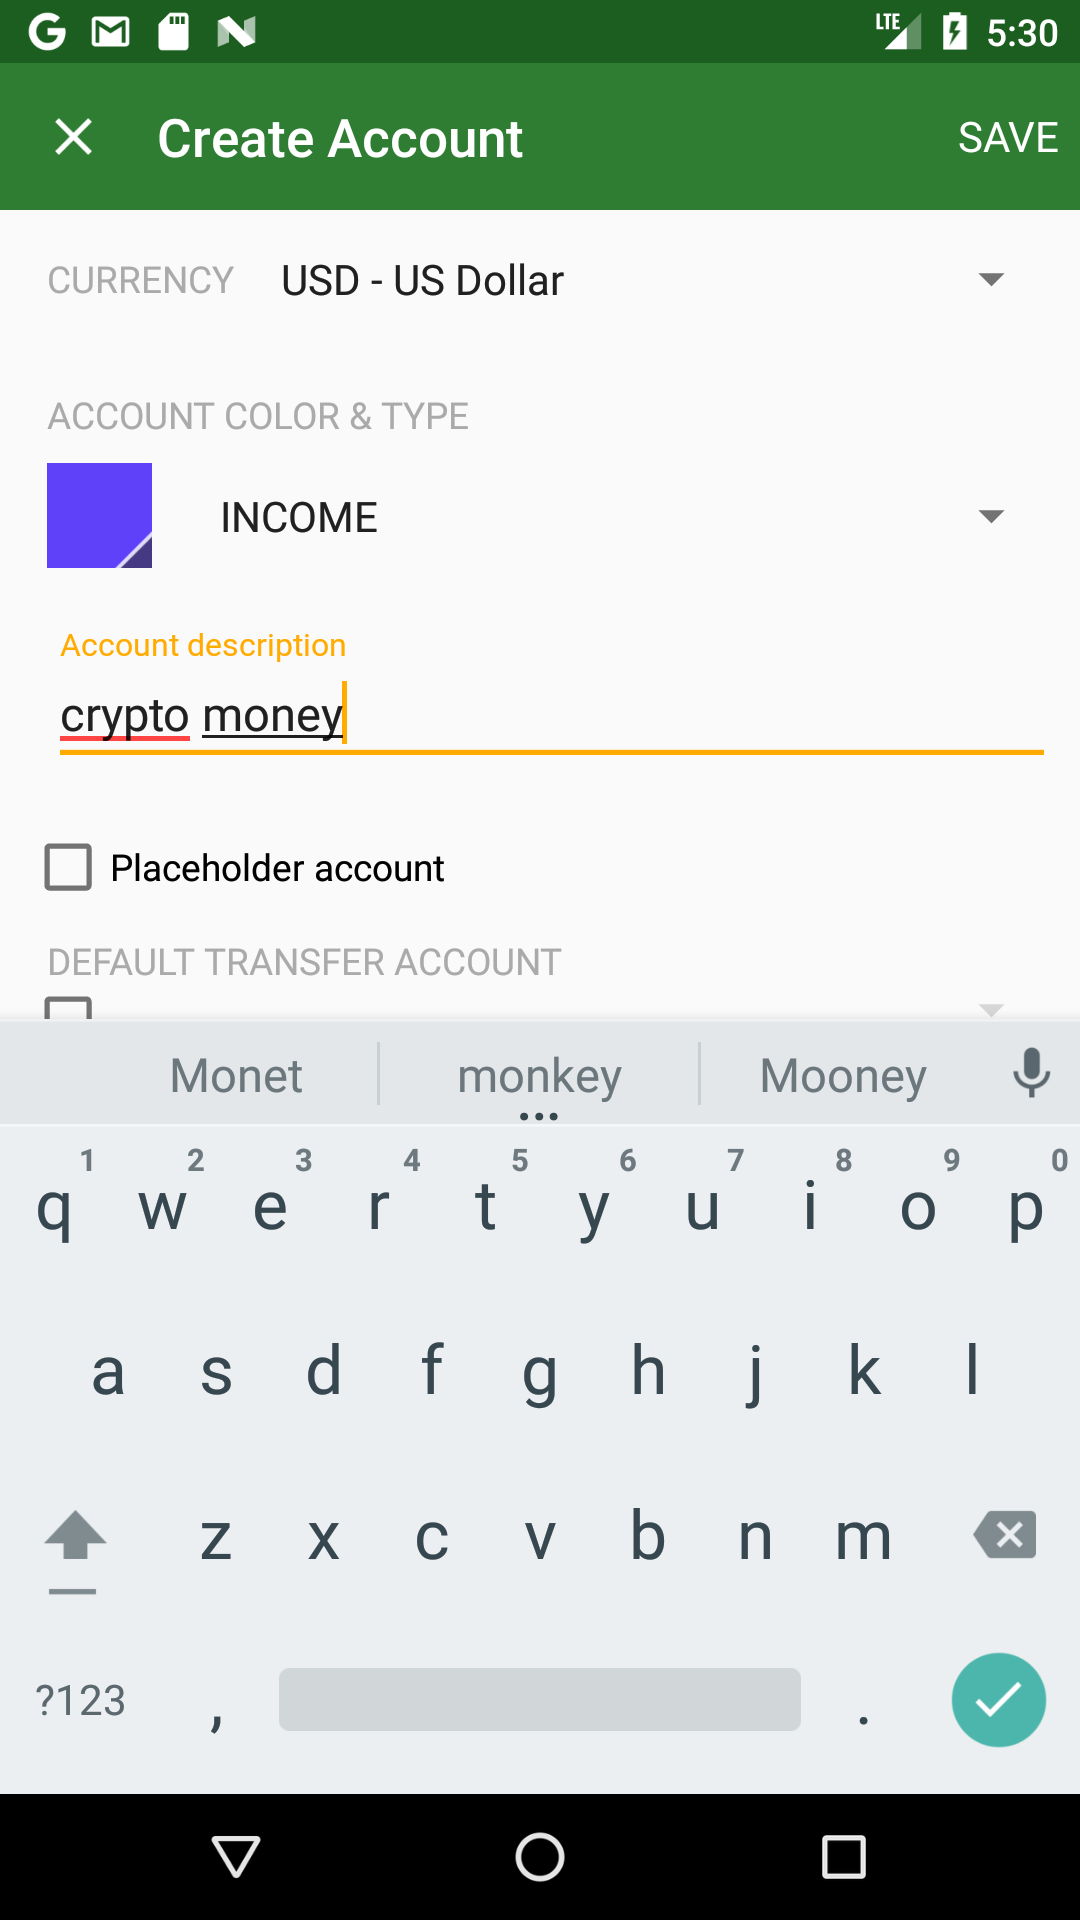 LTE 5:30
Create Account SAVE
CURRENCY USD - US Dollar
ACCOUNT COLOR & TYPE
INCOME
Account description
crypto money
Placeholder account
DEFAULT TRANSFER ACCOUNT
Monet monkey Mooney
1 2 3 4 5 6 7 8 9 0
q w e r t y u i o p
a s d f g h j k l
z x c v b n m
?123 , .